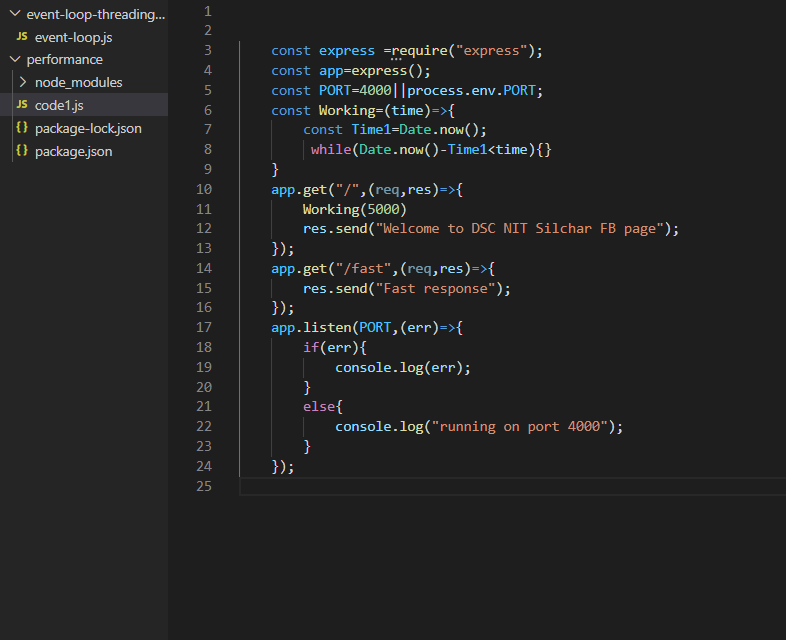 event-loop-threading...
JS event-loop.js
performance
node_modules
JS code1.js
{} package-lock.json
{} package.json
1
2
3 const express =require("express");
4 const app=express();
5 const PORT=4000||process.env.PORT;
6 const Working=(time)=>{
7 const Time1=Date.now();
8 while(Date.now()-Time1<time){}
9 }
10 app.get("/",(req,res)=>{
11 Working(5000)
12 res.send("Welcome to DSC NIT Silchar FB page");
13 });
14 app.get("/fast",(req,res)=>{
15 res.send("Fast response");
16 });
17 app.listen(PORT,(err)=>{
18 if(err){
19 console.log(err);
20 }
21 else{
22 console.log("running on port 4000");
23 }
24 });
25